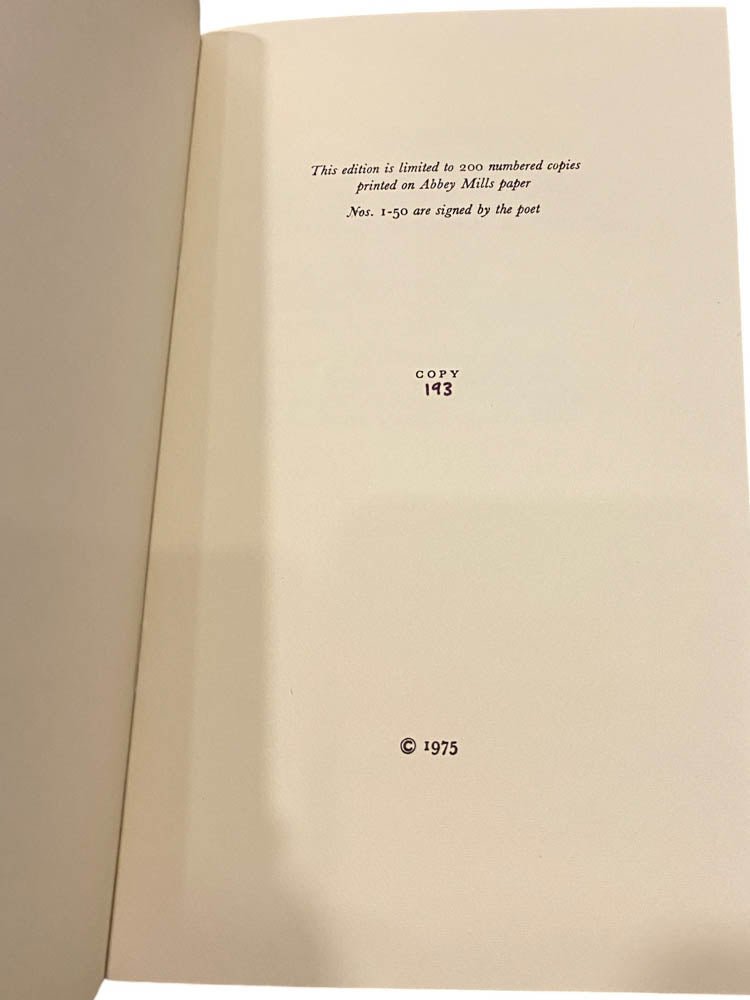 This edition is limited to 200 numbered copies
printed on Abbey Mills paper
Nos. 1-50 are signed by the poet
COPY
193
© 1975